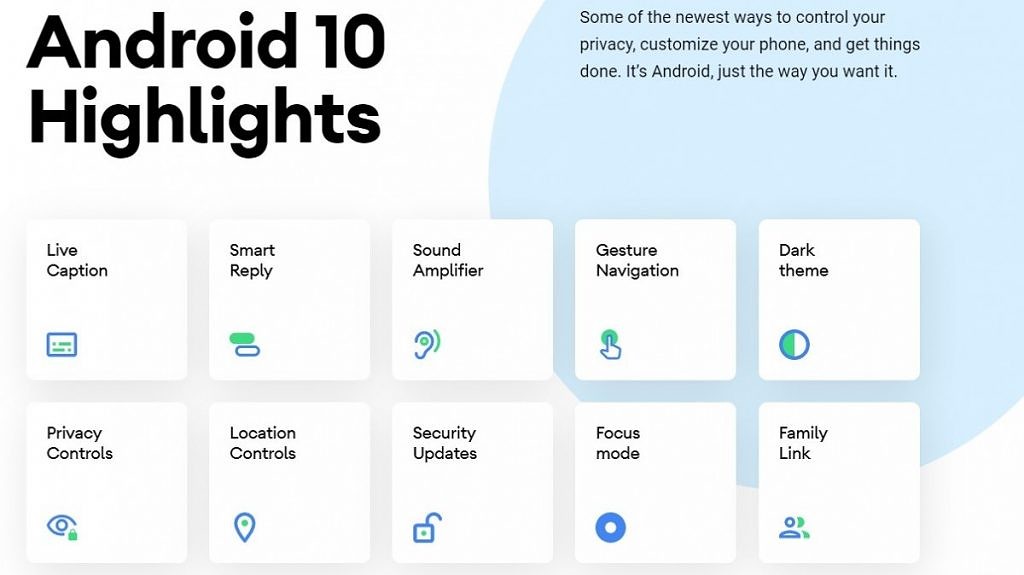 Android 10
Highlights
Some of the newest ways to control your
privacy, customize your phone, and get things
done. It's Android, just the way you want it.
Live
Caption
Smart
Reply
Sound
Amplifier
Gesture
Navigation
Dark
theme
Privacy
Controls
Location
Controls
Security
Updates
Focus
mode
Family
Link